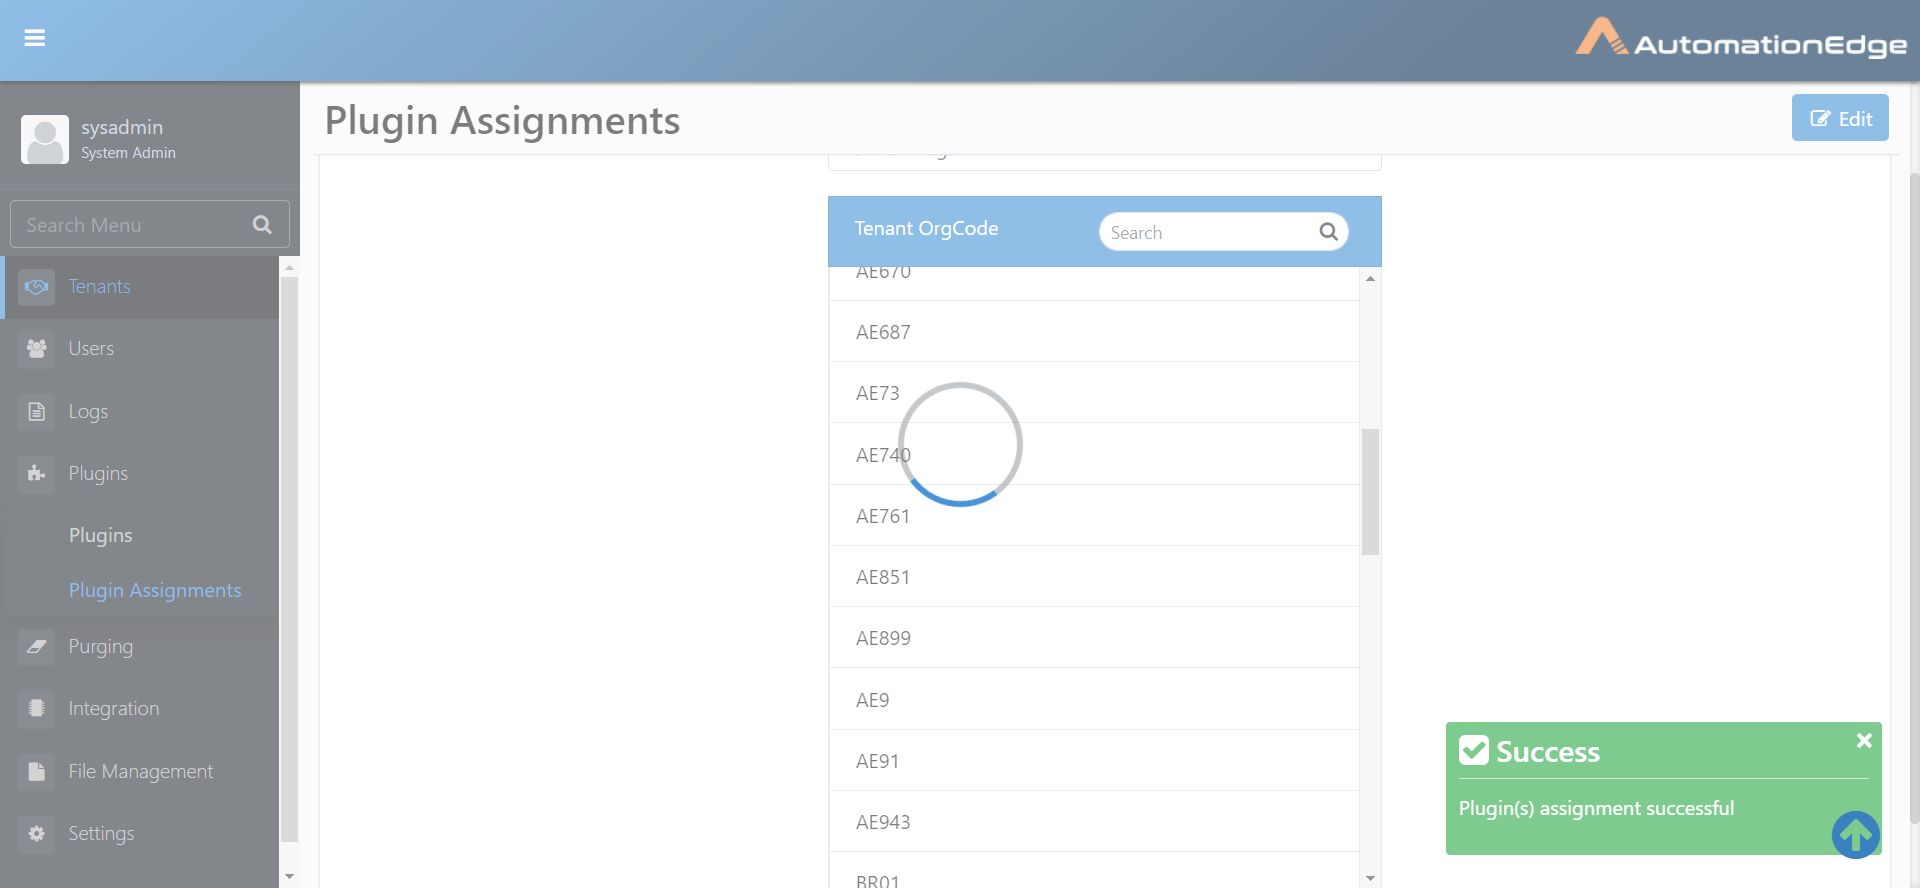 AutomationEdge
sysadmin
System Admin
Search Menu
Tenants
Users
Logs
Plugins
Plugins
Plugin Assignments
Purging
Integration
File Management
Settings
Plugin Assignments
Edit
Tenant OrgCode
Search
AE670
AE687
AE73
AE740
AE761
AE851
AE899
AE9
AE91
AE943
BR01
Success
Plugin(s) assignment successful